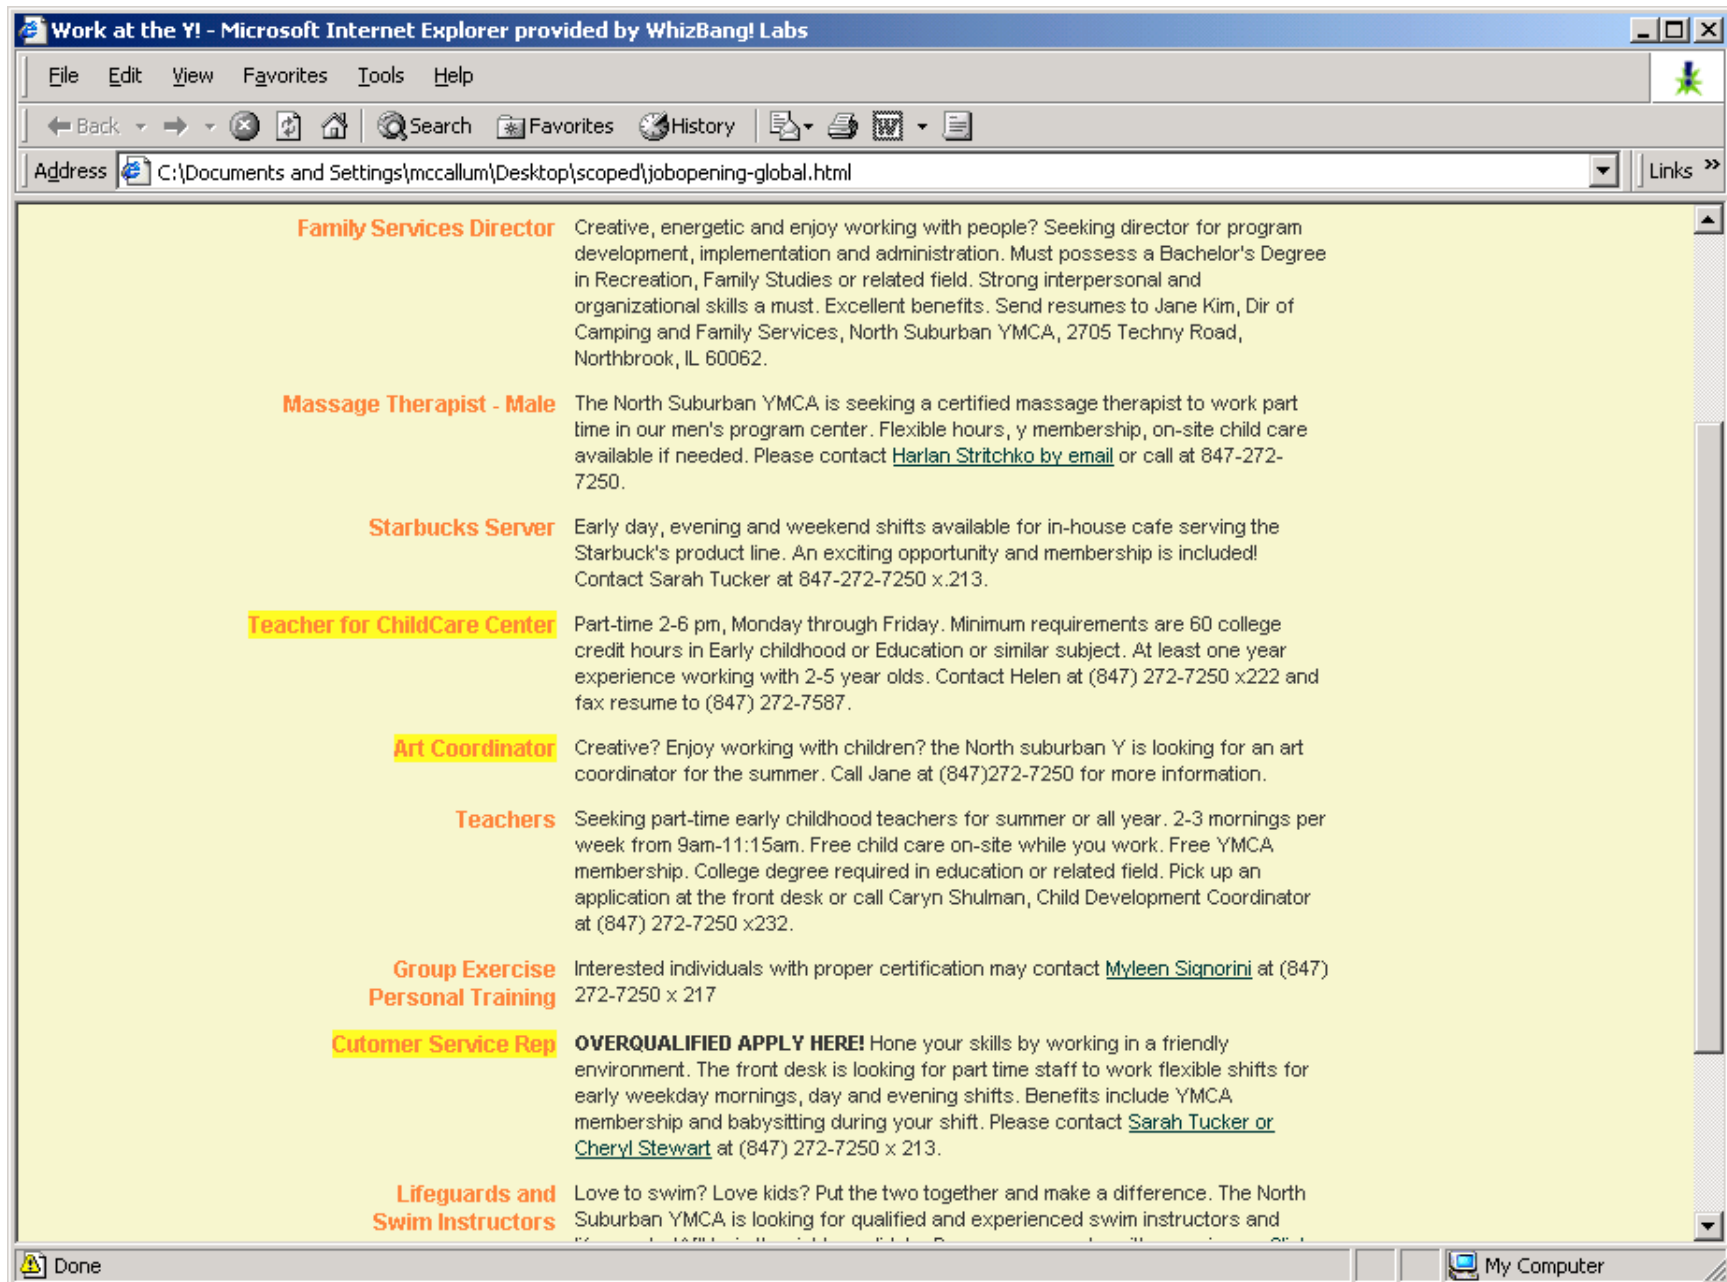 Work at the Y! - Microsoft Internet Explorer provided by WhizBang! Labs
File Edit View Favorites Tools Help
Back Search Favorites History
Address C:\Documents and Settings\mccallum\Desktop\scoped\jobopening-global.html Links »
Family Services Director Creative, energetic and enjoy working with people? Seeking director for program
development, implementation and administration. Must possess a Bachelor's Degree
in Recreation, Family Studies or related field. Strong interpersonal and
organizational skills a must. Excellent benefits. Send resumes to Jane Kim, Dir of
Camping and Family Services, North Suburban YMCA, 2705 Techny Road,
Northbrook, IL 60062.
Massage Therapist - Male The North Suburban YMCA is seeking a certified massage therapist to work part
time in our men's program center. Flexible hours, y membership, on-site child care
available if needed. Please contact Harlan Stritchko by email or call at 847-272-
7250.
Starbucks Server Early day, evening and weekend shifts available for in-house cafe serving the
Starbuck's product line. An exciting opportunity and membership is included!
Contact Sarah Tucker at 847-272-7250 x.213.
Teacher for ChildCare Center Part-time 2-6 pm, Monday through Friday. Minimum requirements are 60 college
credit hours in Early childhood or Education or similar subject. At least one year
experience working with 2-5 year olds. Contact Helen at (847) 272-7250 x222 and
fax resume to (847) 272-7587.
Art Coordinator Creative? Enjoy working with children? the North suburban Y is looking for an art
coordinator for the summer. Call Jane at (847)272-7250 for more information.
Teachers Seeking part-time early childhood teachers for summer or all year. 2-3 mornings per
week from 9am-11:15am. Free child care on-site while you work. Free YMCA
membership. College degree required in education or related field. Pick up an
application at the front desk or call Caryn Shulman, Child Development Coordinator
at (847) 272-7250 x232.
Group Exercise Interested individuals with proper certification may contact Myleen Signorini at (847)
Personal Training 272-7250 x 217
Cutomer Service Rep OVERQUALIFIED APPLY HERE! Hone your skills by working in a friendly
environment. The front desk is looking for part time staff to work flexible shifts for
early weekday mornings, day and evening shifts. Benefits include YMCA
membership and babysitting during your shift. Please contact Sarah Tucker or
Cheryl Stewart at (847) 272-7250 x 213.
Lifeguards and Love to swim? Love kids? Put the two together and make a difference. The North
Swim Instructors Suburban YMCA is looking for qualified and experienced swim instructors and
Done My Computer